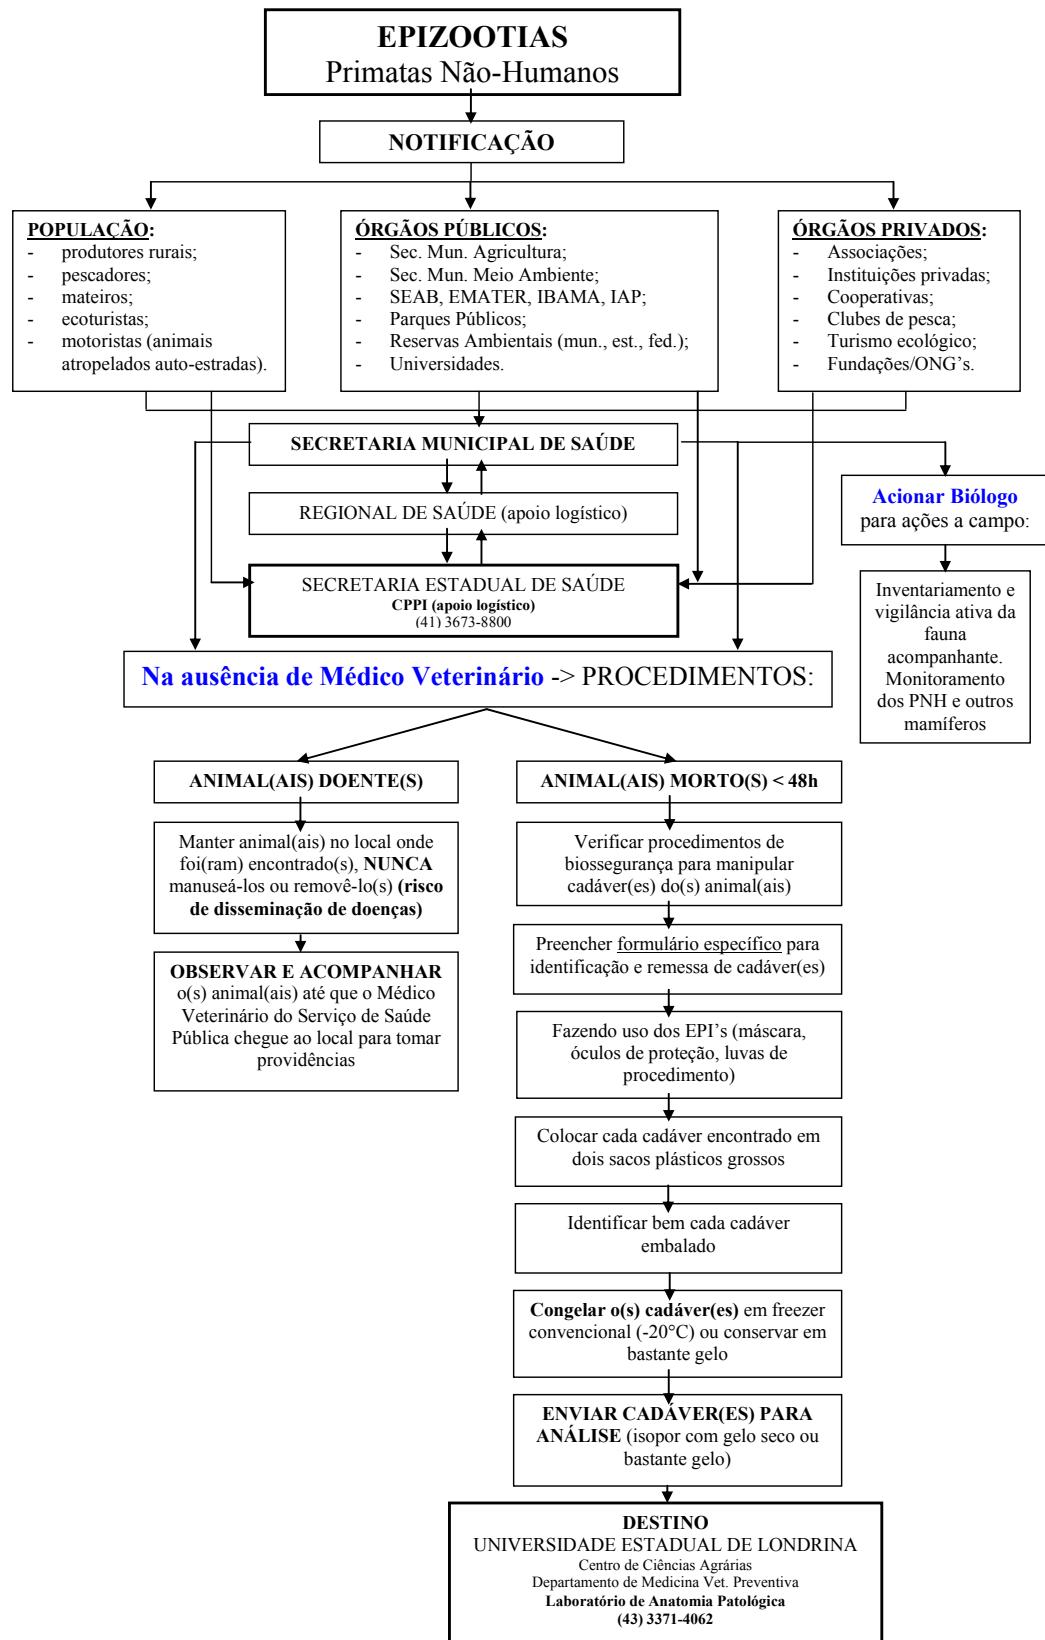 EPIZOOTIAS
Primatas Não-Humanos
NOTIFICAÇÃO
POPULAÇÃO:
- produtores rurais;
- pescadores;
- mateiros;
- ecoturistas;
- motoristas (animais
atropelados auto-estradas).
ÓRGÃOS PÚBLICOS:
- Sec. Mun. Agricultura;
- Sec. Mun. Meio Ambiente;
- SEAB, EMATER, IBAMA, IAP;
- Parques Públicos;
- Reservas Ambientais (mun., est., fed.);
- Universidades.
ÓRGÃOS PRIVADOS:
- Associações;
- Instituições privadas;
- Cooperativas;
- Clubes de pesca;
- Turismo ecológico;
- Fundações/ONG’s.
SECRETARIA MUNICIPAL DE SAÚDE
REGIONAL DE SAÚDE (apoio logístico)
SECRETARIA ESTADUAL DE SAÚDE
CPPI (apoio logístico)
(41) 3673-8800
Acionar Biólogo
para ações a campo:
Inventariamento e
vigilância ativa da
fauna
acompanhante.
Monitoramento
dos PNH e outros
mamíferos
Na ausência de Médico Veterinário -> PROCEDIMENTOS:
ANIMAL(AIS) DOENTE(S)
Manter animal(ais) no local onde
foi(ram) encontrado(s), NUNCA
manuseá-los ou removê-lo(s) (risco
de disseminação de doenças)
OBSERVAR E ACOMPANHAR
o(s) animal(ais) até que o Médico
Veterinário do Serviço de Saúde
Pública chegue ao local para tomar
providências
ANIMAL(AIS) MORTO(S) < 48h
Verificar procedimentos de
biossegurança para manipular
cadáver(es) do(s) animal(ais)
Preencher formulário específico para
identificação e remessa de cadáver(es)
Fazendo uso dos EPI’s (máscara,
óculos de proteção, luvas de
procedimento)
Colocar cada cadáver encontrado em
dois sacos plásticos grossos
Identificar bem cada cadáver
embalado
Congelar o(s) cadáver(es) em freezer
convencional (-20°C) ou conservar em
bastante gelo
ENVIAR CADÁVER(ES) PARA
ANÁLISE (isopor com gelo seco ou
bastante gelo)
DESTINO
UNIVERSIDADE ESTADUAL DE LONDRINA
Centro de Ciências Agrárias
Departamento de Medicina Vet. Preventiva
Laboratório de Anatomia Patológica
(43) 3371-4062